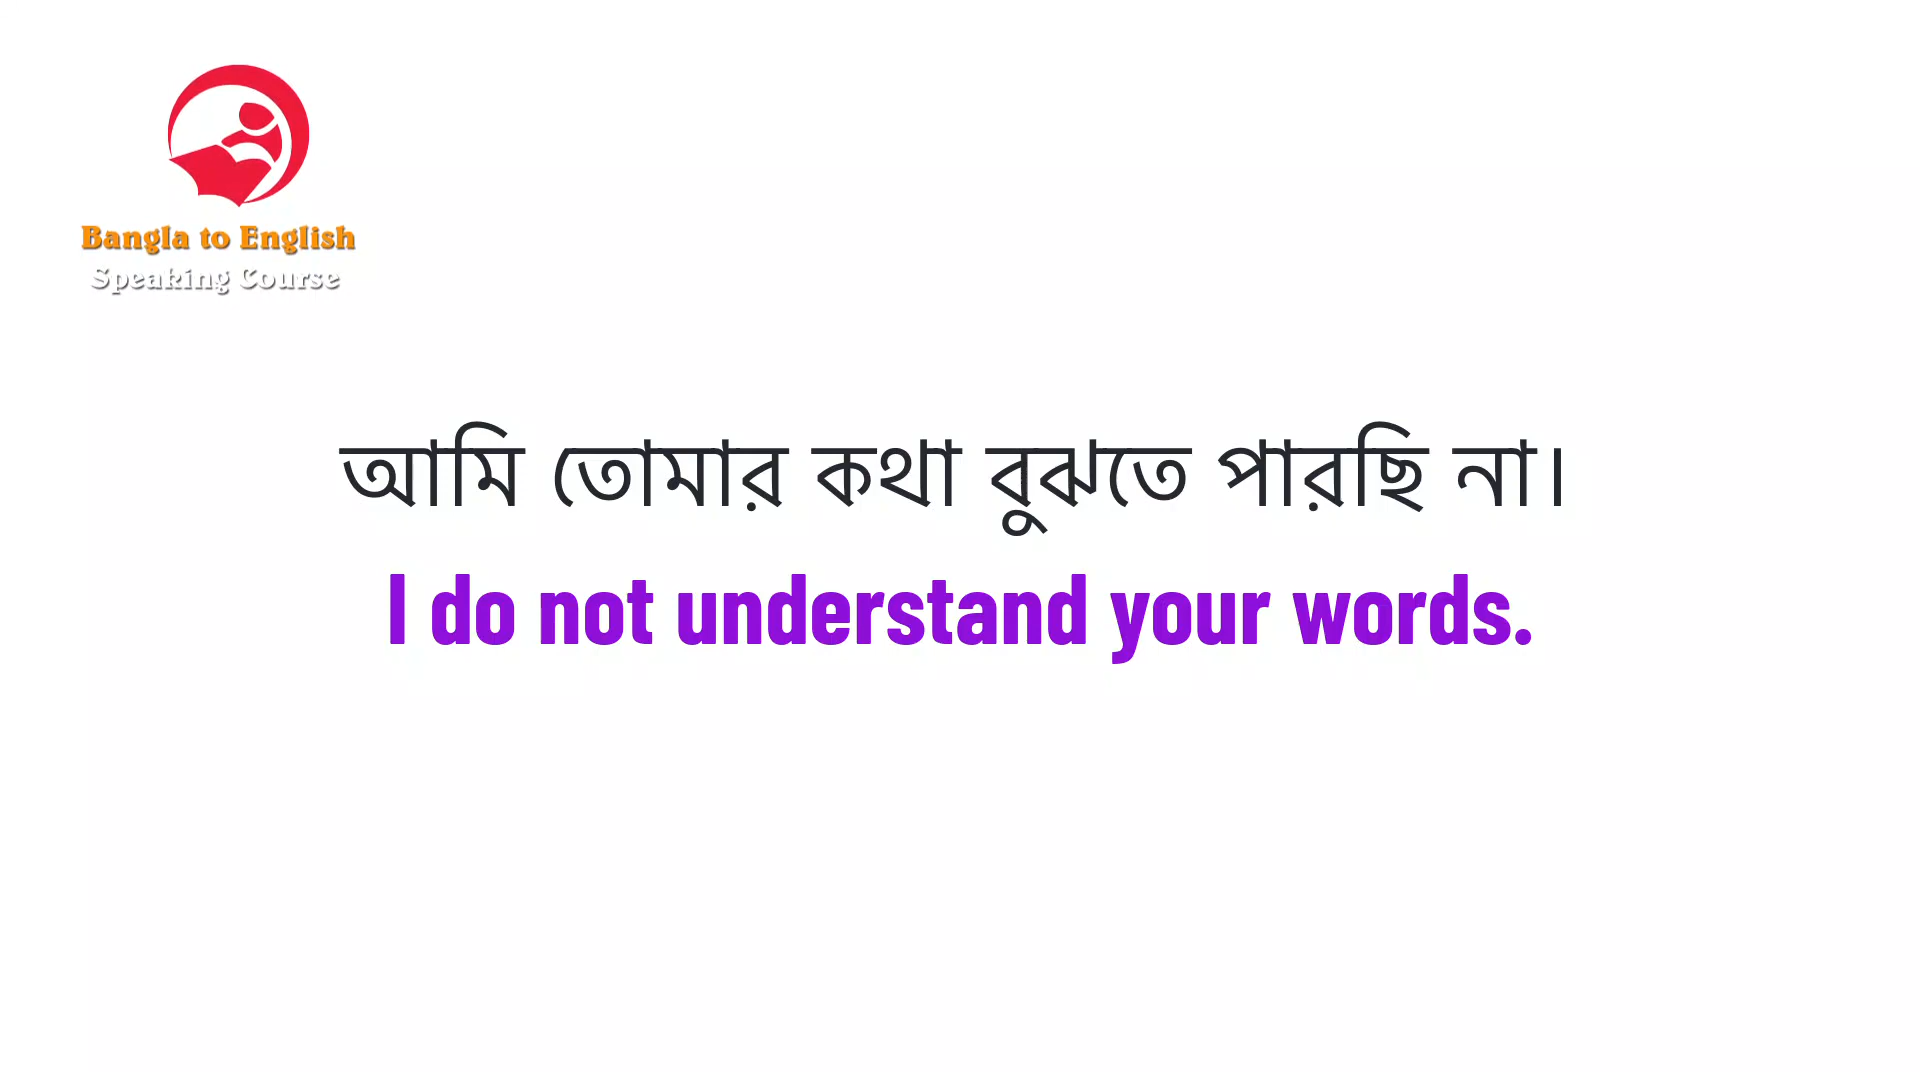 Bangla to English
Speaking Course
আমি তোমার কথা বুঝতে পারছি না।
I do not understand your words.